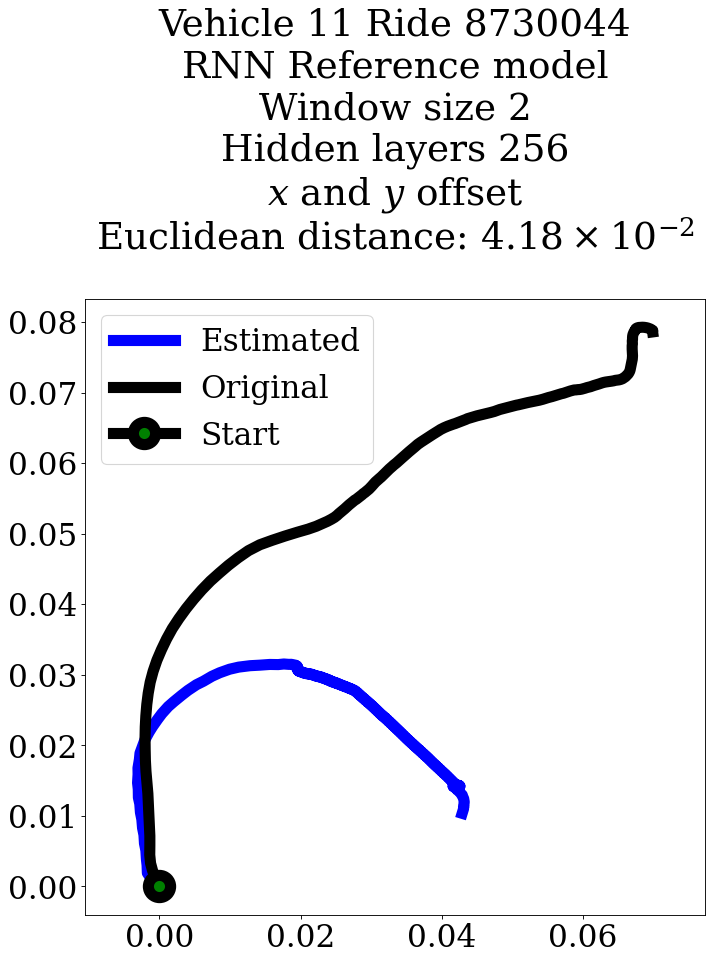 Vehicle 11 Ride 8730044
RNN Reference model
Window size 2
Hidden layers 256
x and y offset
Euclidean distance: 4.18 × 10⁻²
Estimated
Original
Start
0.08
0.07
0.06
0.05
0.04
0.03
0.02
0.01
0.00
0.00 0.02 0.04 0.06